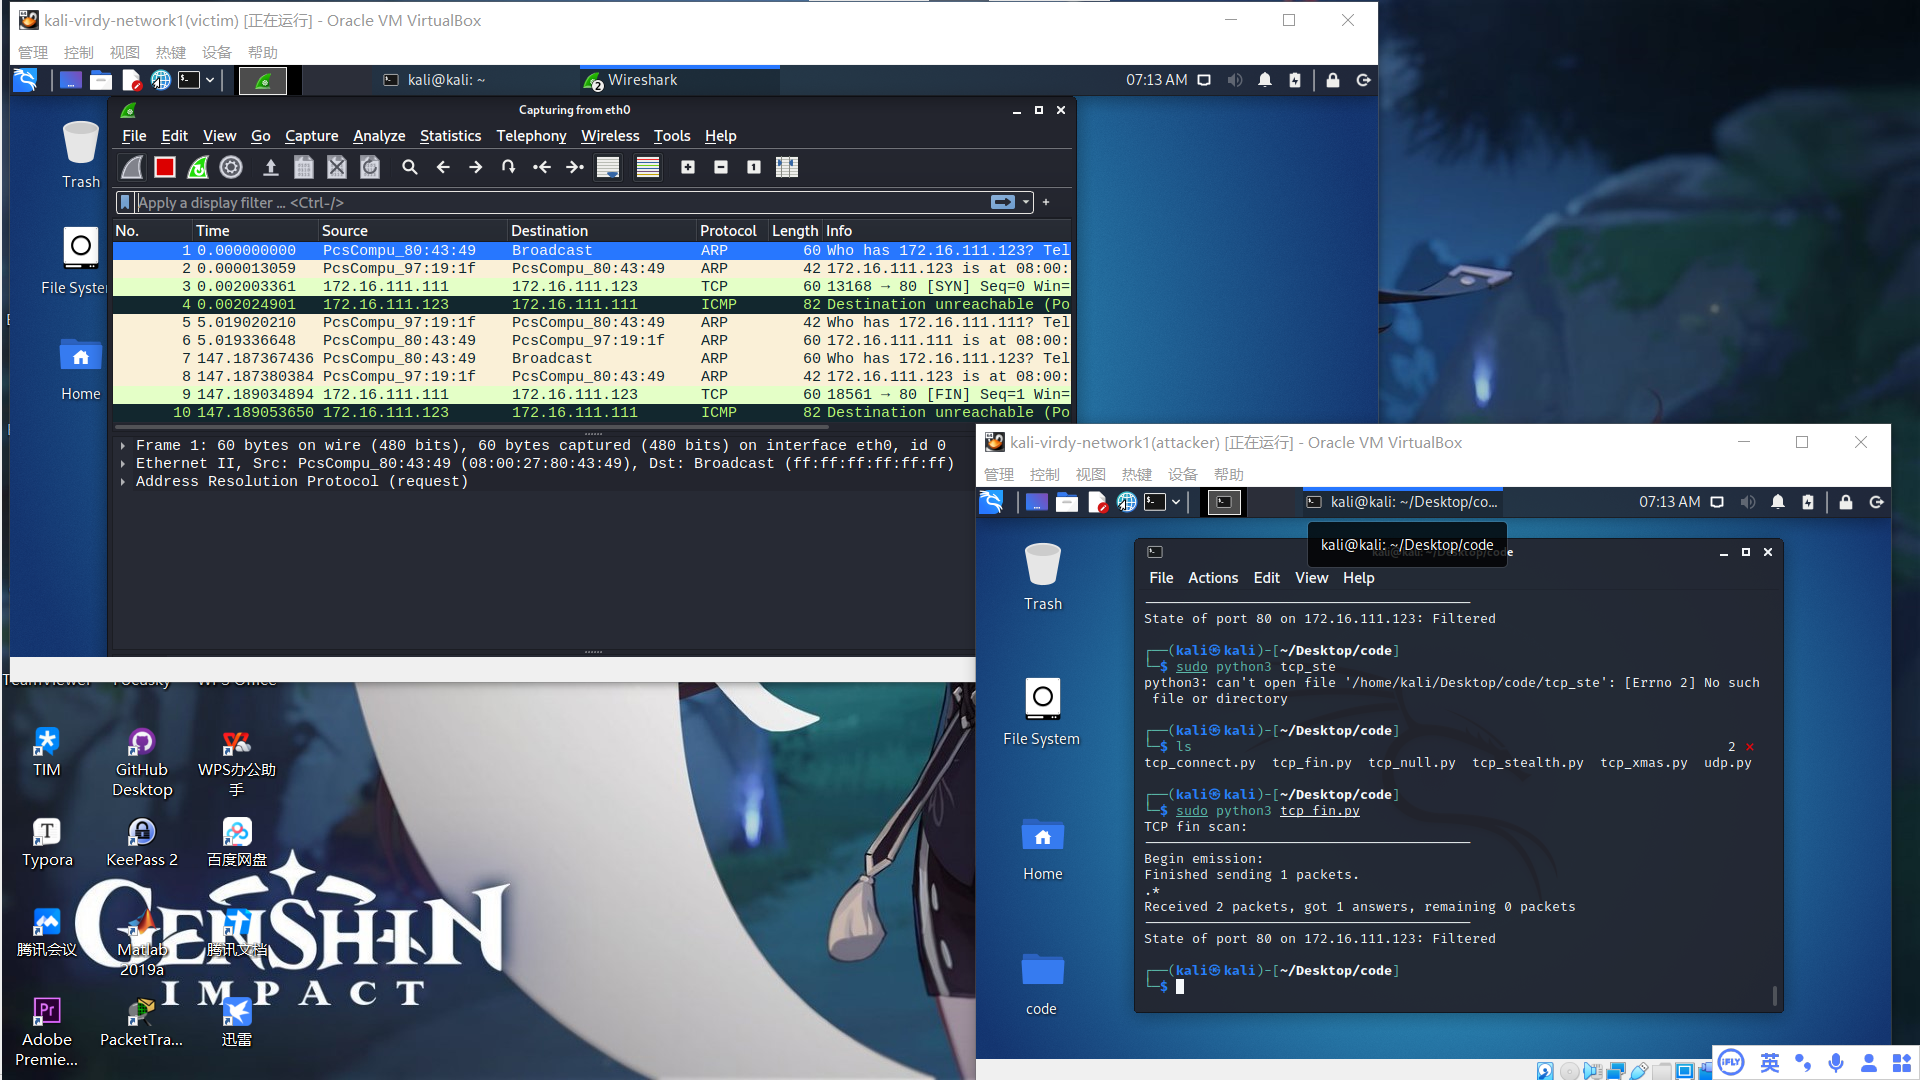 kali-virdy-network1(victim) [正在运行] - Oracle VM VirtualBox
管理 控制 视图 热键 设备 帮助
kali@kali: ~
2 Wireshark
07:13 AM
Capturing from eth0
File Edit View Go Capture Analyze Statistics Telephony Wireless Tools Help
Apply a display filter … <Ctrl-/>
No. Time Source Destination Protocol Length Info
1 0.000000000 PcsCompu_80:43:49 Broadcast ARP 60 Who has 172.16.111.123? Tel
2 0.000013059 PcsCompu_97:19:1f PcsCompu_80:43:49 ARP 42 172.16.111.123 is at 08:00:
3 0.002003361 172.16.111.111 172.16.111.123 TCP 60 13168 → 80 [SYN] Seq=0 Win=
4 0.002024901 172.16.111.123 172.16.111.111 ICMP 82 Destination unreachable (Po
5 5.019020210 PcsCompu_97:19:1f PcsCompu_80:43:49 ARP 42 Who has 172.16.111.111? Tel
6 5.019336648 PcsCompu_80:43:49 PcsCompu_97:19:1f ARP 60 172.16.111.111 is at 08:00:
7 147.187367436 PcsCompu_80:43:49 Broadcast ARP 60 Who has 172.16.111.123? Tel
8 147.187380384 PcsCompu_97:19:1f PcsCompu_80:43:49 ARP 42 172.16.111.123 is at 08:00:
9 147.189034894 172.16.111.111 172.16.111.123 TCP 60 18561 → 80 [FIN] Seq=1 Win=
10 147.189053650 172.16.111.123 172.16.111.111 ICMP 82 Destination unreachable (Po
Frame 1: 60 bytes on wire (480 bits), 60 bytes captured (480 bits) on interface eth0, id 0
Ethernet II, Src: PcsCompu_80:43:49 (08:00:27:80:43:49), Dst: Broadcast (ff:ff:ff:ff:ff:ff)
Address Resolution Protocol (request)
Trash
File Syste
Home
kali-virdy-network1(attacker) [正在运行] - Oracle VM VirtualBox
管理 控制 视图 热键 设备 帮助
kali@kali: ~/Desktop/co...
07:13 AM
kali@kali: ~/Desktop/code
File Actions Edit View Help
State of port 80 on 172.16.111.123: Filtered
(kali㉿kali)-[~/Desktop/code]
$ sudo python3 tcp_ste
python3: can't open file '/home/kali/Desktop/code/tcp_ste': [Errno 2] No such
file or directory
(kali㉿kali)-[~/Desktop/code]
$ ls 2 ⨯
tcp_connect.py tcp_fin.py tcp_null.py tcp_stealth.py tcp_xmas.py udp.py
(kali㉿kali)-[~/Desktop/code]
$ sudo python3 tcp_fin.py
TCP fin scan:
Begin emission:
Finished sending 1 packets.
.*
Received 2 packets, got 1 answers, remaining 0 packets
State of port 80 on 172.16.111.123: Filtered
(kali㉿kali)-[~/Desktop/code]
$
Trash
File System
Home
code
TIM
GitHub Desktop
WPS办公助手
Typora
KeePass 2
百度网盘
腾讯会议
Matlab 2019a
腾讯文档
Adobe Premie...
PacketTra...
迅雷
GENSHIN
IMPACT
iFLY 英